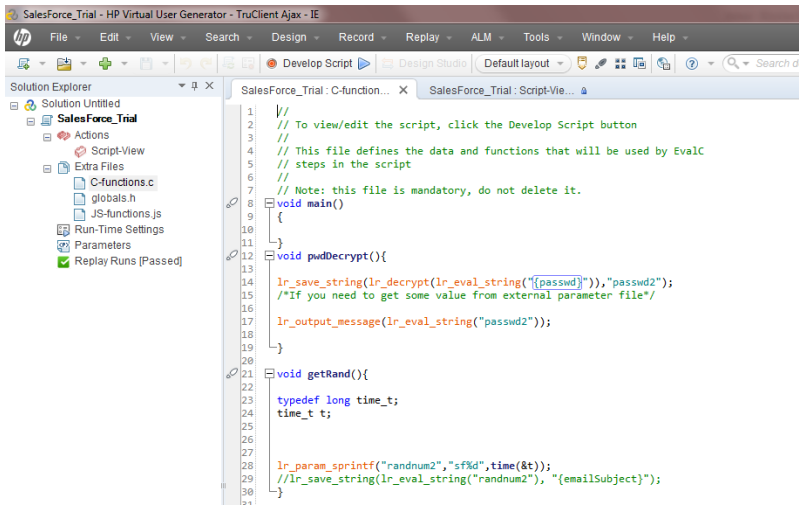 SalesForce_Trial - HP Virtual User Generator - TruClient Ajax - IE
hp File Edit View Search Design Record Replay ALM Tools Window Help
Develop Script Design Studio Default layout Search
Solution Explorer
SalesForce_Trial : C-function... SalesForce_Trial : Script-Vie...
Solution Untitled
SalesForce_Trial
Actions
Script-View
Extra Files
C-functions.c
globals.h
JS-functions.js
Run-Time Settings
Parameters
Replay Runs [Passed]
1 //
2 // To view/edit the script, click the Develop Script button
3 //
4 // This file defines the data and functions that will be used by EvalC
5 // steps in the script
6 //
7 // Note: this file is mandatory, do not delete it.
8 void main()
9 {
10
11 }
12 void pwdDecrypt(){
13
14 lr_save_string(lr_decrypt(lr_eval_string("{passwd}")),"passwd2");
15 /*If you need to get some value from external parameter file*/
16
17 lr_output_message(lr_eval_string("passwd2"));
18
19 }
20
21 void getRand(){
22
23 typedef long time_t;
24 time_t t;
25
26
27
28 lr_param_sprintf("randnum2","sf%d",time(&t));
29 //lr_save_string(lr_eval_string("randnum2"), "{emailSubject}");
30 }
31